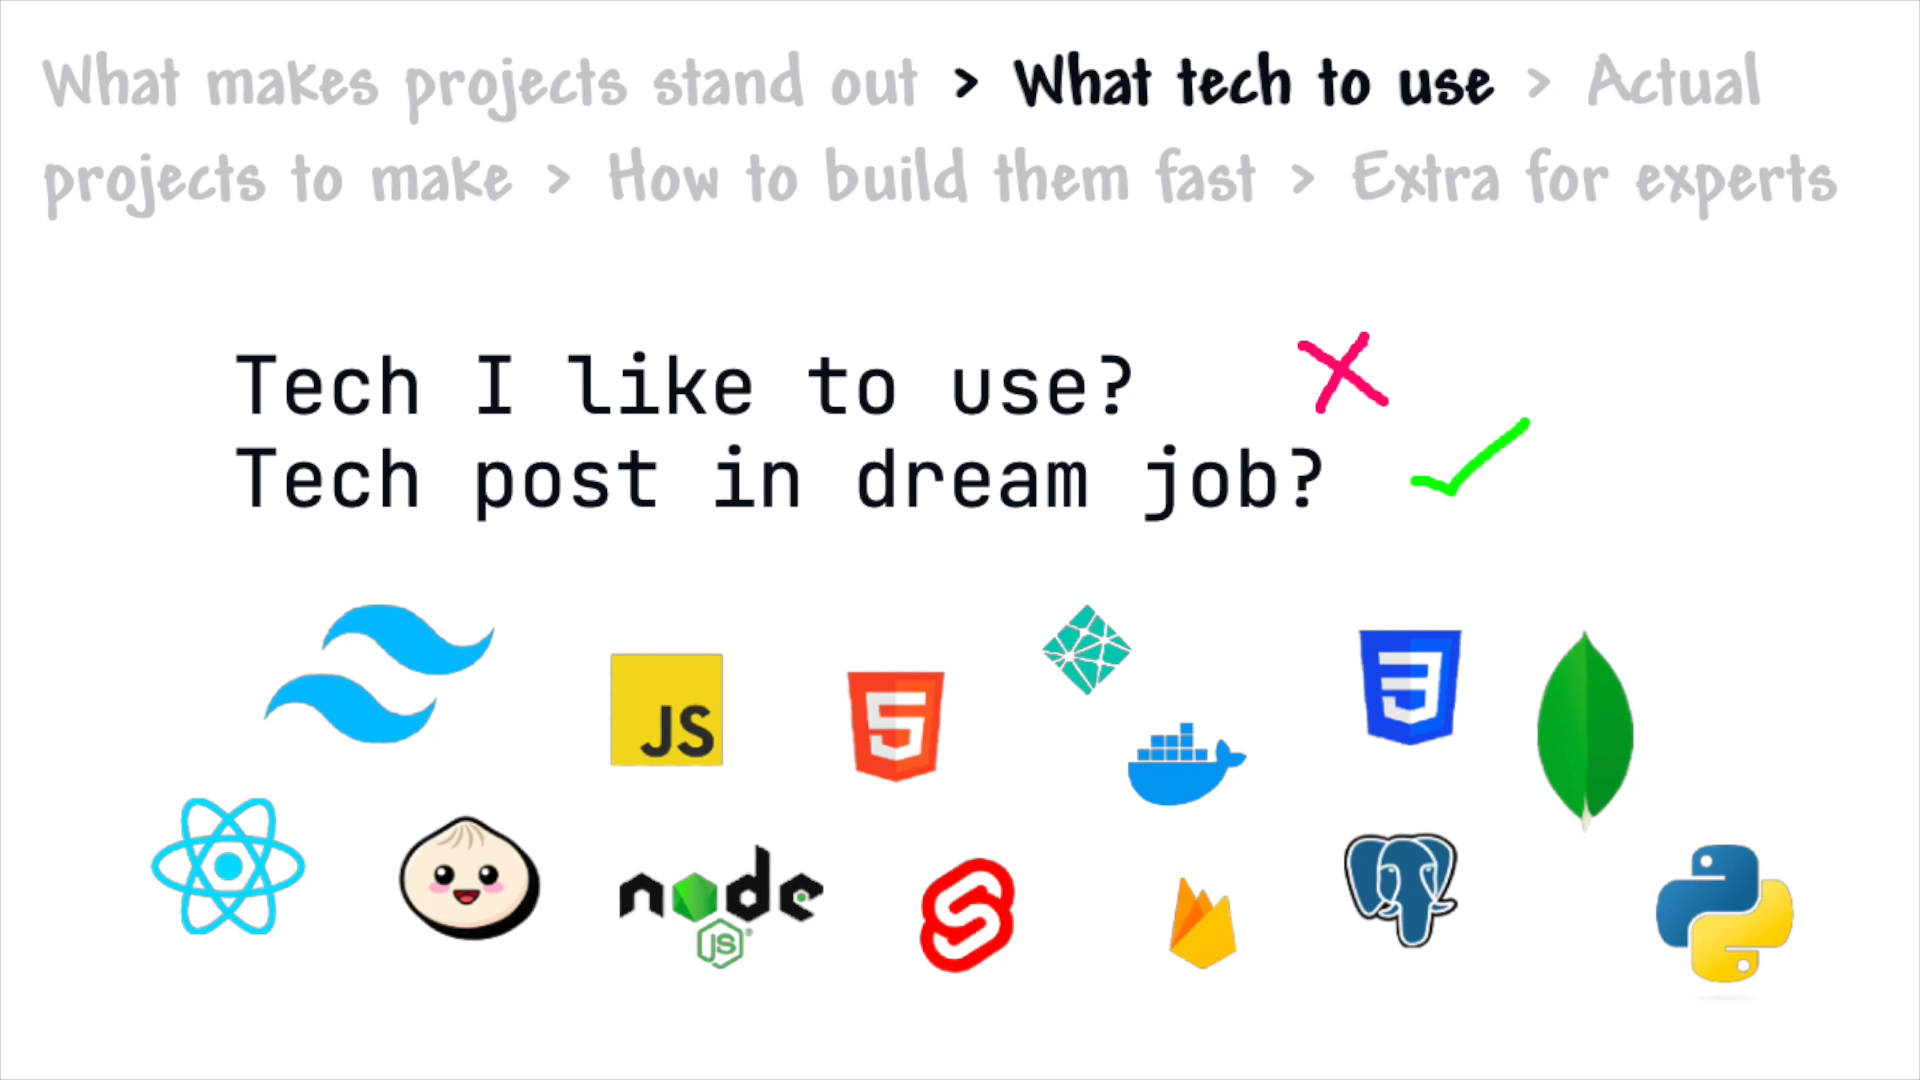 What makes projects stand out > What tech to use > Actual
projects to make > How to build them fast > Extra for experts
Tech I like to use?
Tech post in dream job?
JS
5
3
node
JS